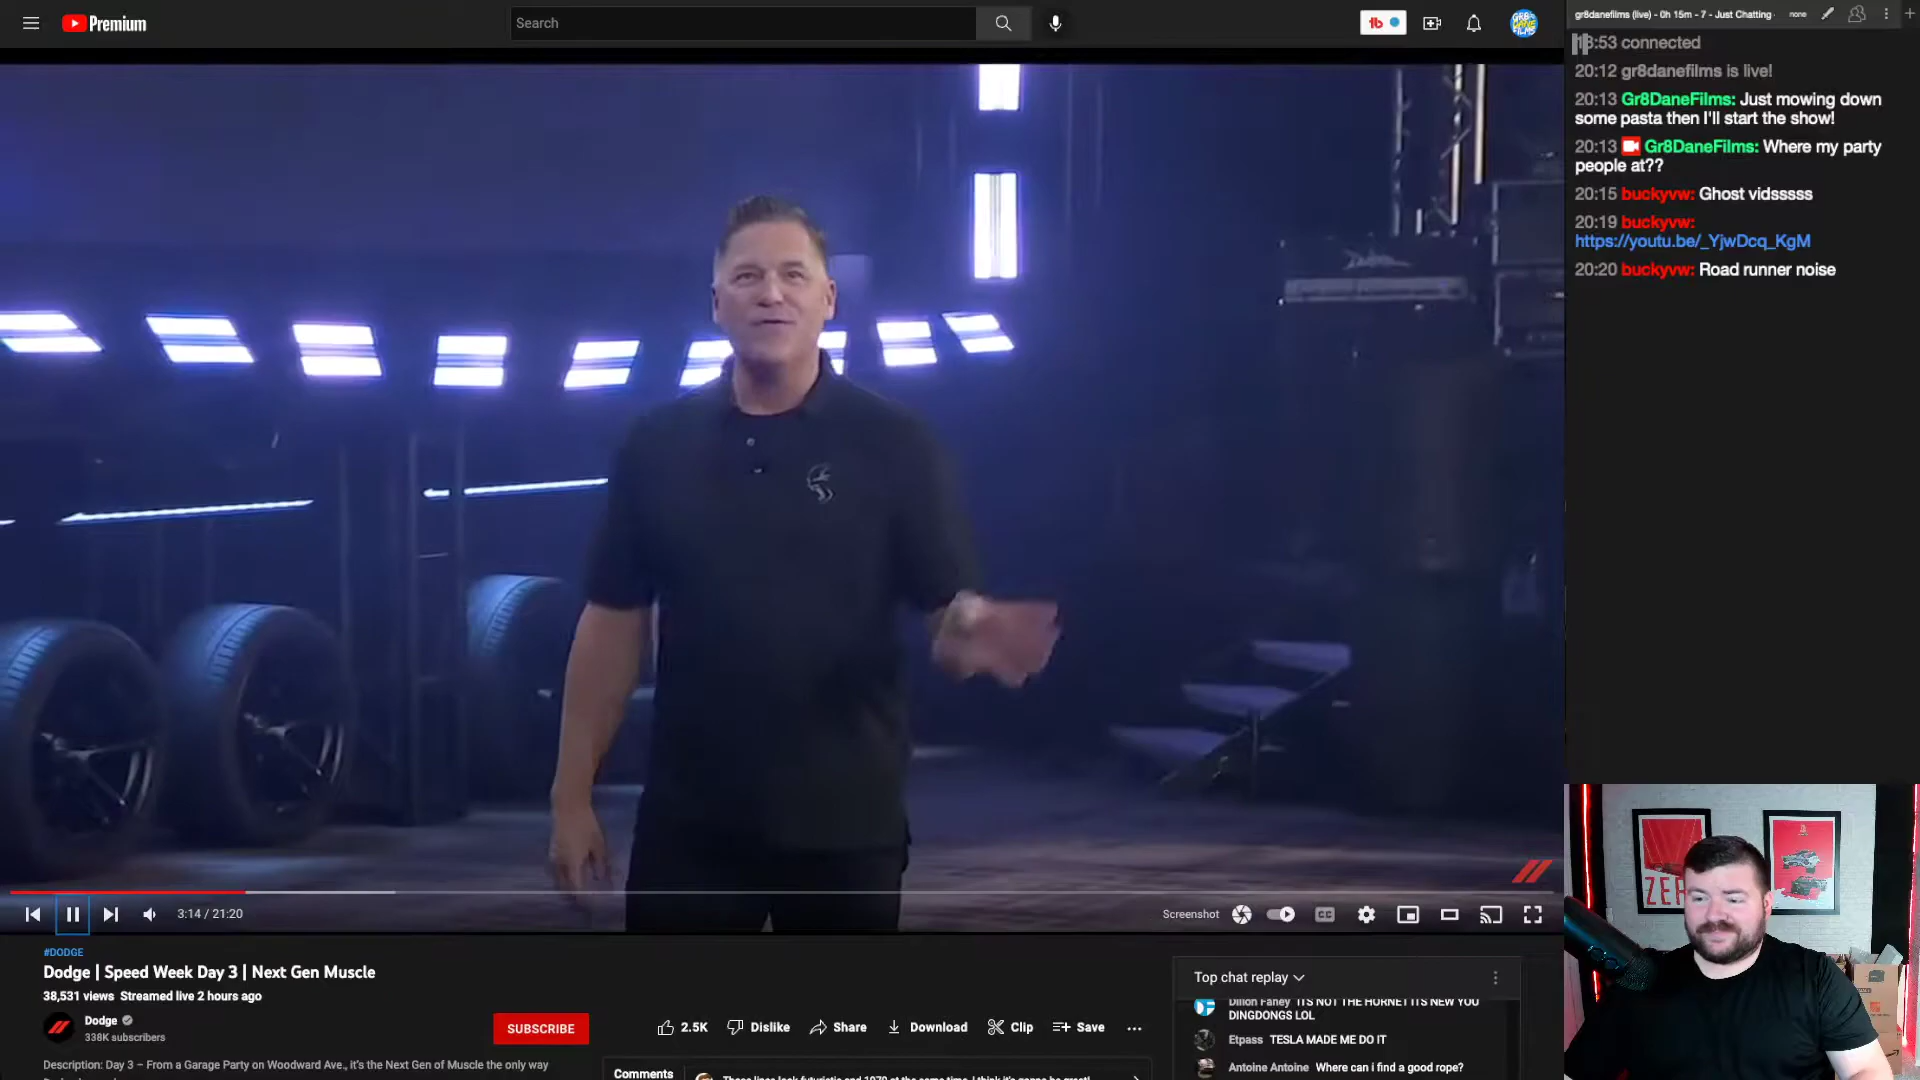 Premium
Search
gr8danefilms (live) - 0h 15m - 7 - Just Chatting
none
:53 connected
20:12 gr8danefilms is live!
20:13 Gr8DaneFilms: Just mowing down
some pasta then I'll start the show!
20:13 Gr8DaneFilms: Where my party
people at??
20:15 buckyvw: Ghost vidsssss
20:19 buckyvw:
https://youtu.be/_YjwDcq_KgM
20:20 buckyvw: Road runner noise
3:14 / 21:20
Screenshot
#DODGE
Dodge | Speed Week Day 3 | Next Gen Muscle
38,531 views Streamed live 2 hours ago
Dodge
338K subscribers
SUBSCRIBE
2.5K
Dislike
Share
Download
Clip
Save
Description: Day 3 – From a Garage Party on Woodward Ave., it's the Next Gen of Muscle the only way
Comments
Top chat replay
Dillon Fahey ITS NOT THE HORNET ITS NEW YOU
DINGDONGS LOL
Etpass TESLA MADE ME DO IT
Antoine Antoine Where can i find a good rope?